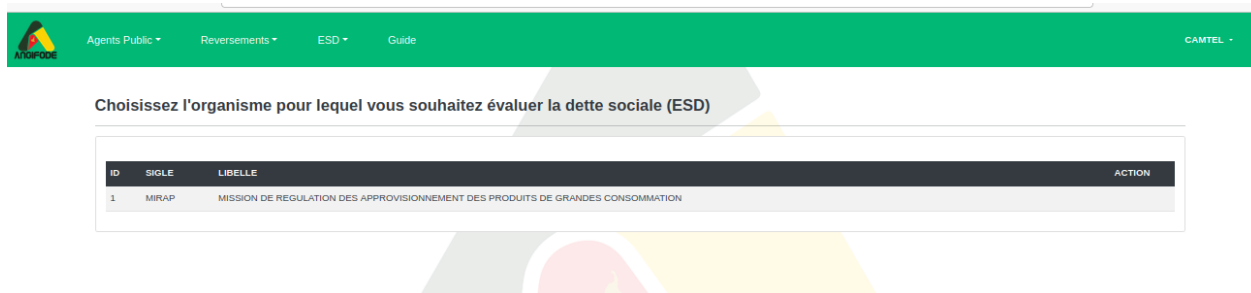 ANGIFODE
Agents Public Reversements ESD Guide CAMTEL
Choisissez l'organisme pour lequel vous souhaitez évaluer la dette sociale (ESD)
ID SIGLE LIBELLE ACTION
1 MIRAP MISSION DE REGULATION DES APPROVISIONNEMENT DES PRODUITS DE GRANDES CONSOMMATION